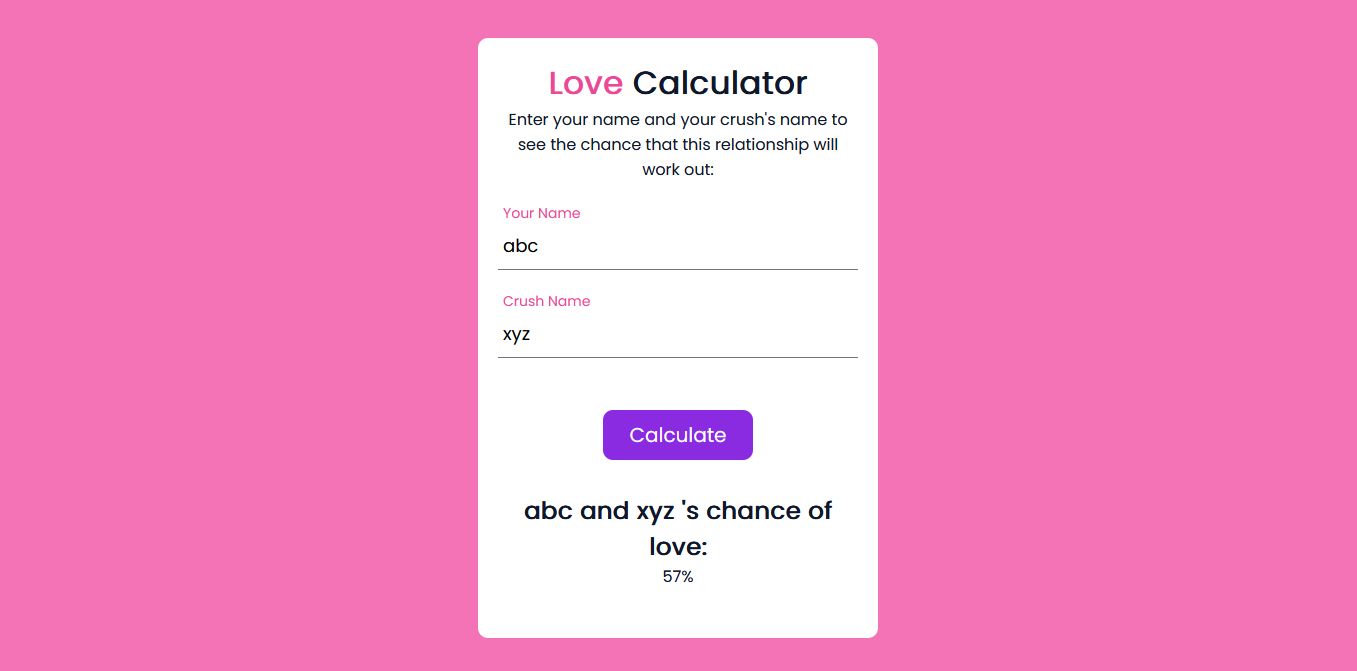 Love Calculator
Enter your name and your crush's name to
see the chance that this relationship will
work out:
Your Name
abc
Crush Name
xyz
Calculate
abc and xyz 's chance of
love:
57%